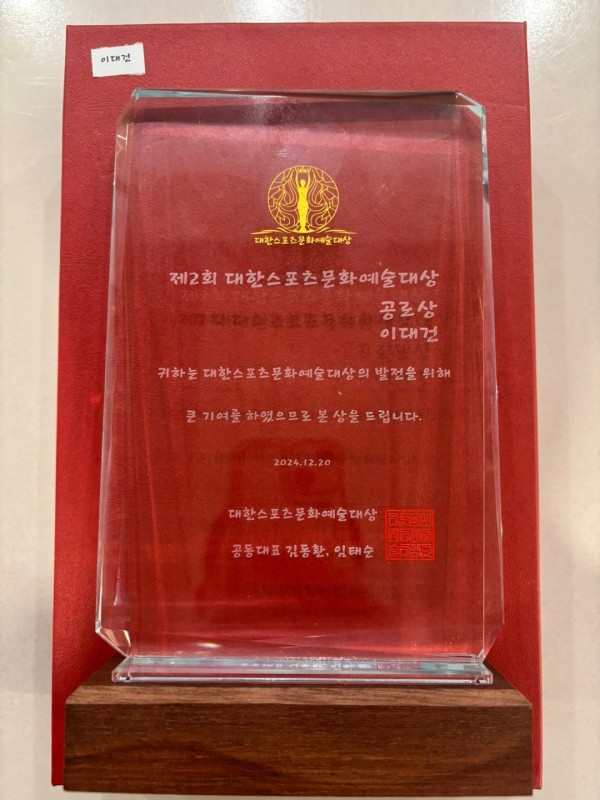 이대건
대한스포츠문화예술대상
제2회 대한스포츠문화예술대상
공로상
이대건
귀하는 대한스포츠문화예술대상의 발전을 위해
큰 기여를 하였으므로 본 상을 드립니다.
2024.12.20
대한스포츠문화예술대상
공동대표 김동환, 임태순